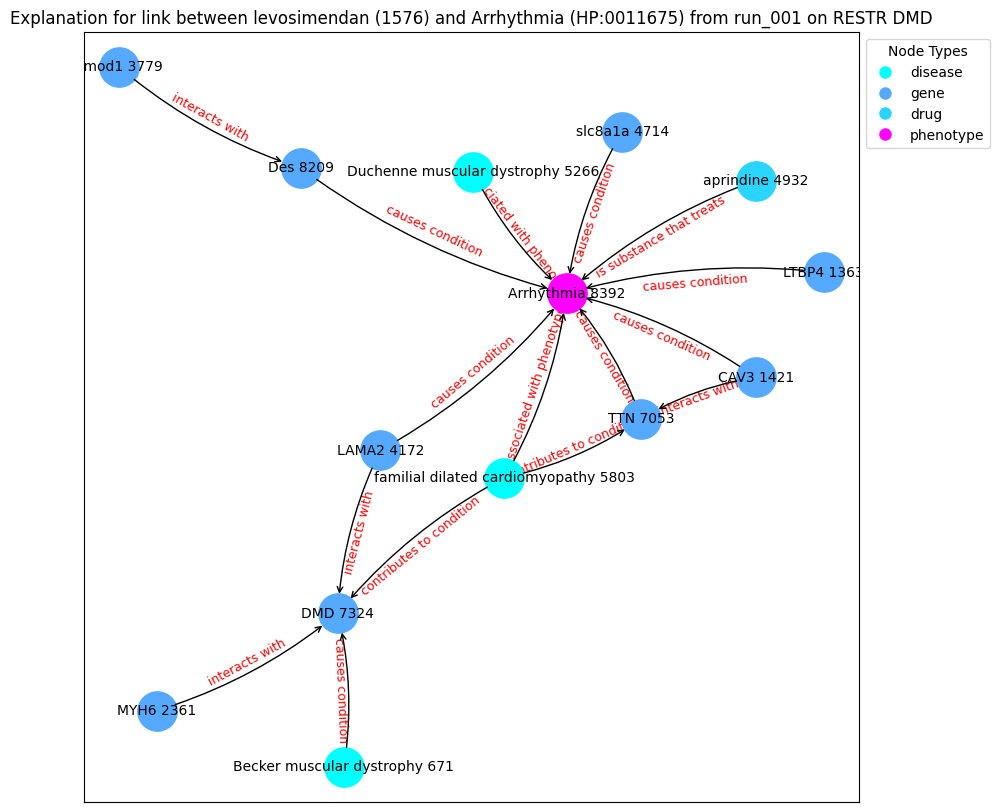 Explanation for link between levosimendan (1576) and Arrhythmia (HP:0011675) from run_001 on RESTR DMD
Node Types
disease
gene
drug
phenotype
mod1 3779
interacts with
slc8a1a 4714
Des 8209
Duchenne muscular dystrophy 5266
aprindine 4932
causes condition
ciated with pheno
causes condition
is substance that treats
LTBP4 1363
causes condition
Arrhythmia 8392
causes condition
causes condition
causes condition
ssociated with phenotyp
CAV3 1421
interacts with
TTN 7053
LAMA2 4172
tributes to condit
familial dilated cardiomyopathy 5803
interacts with
contributes to condition
DMD 7324
interacts with
causes condition
MYH6 2361
Becker muscular dystrophy 671